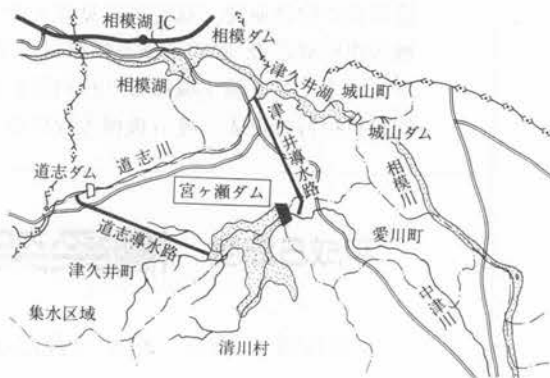 相模湖 IC
相模ダム
相模湖
津久井湖
城山町
城山ダム
津久井導水路
道志川
道志ダム
相模川
宮ヶ瀬ダム
道志導水路
愛川町
津久井町
中津川
集水区域
清川村